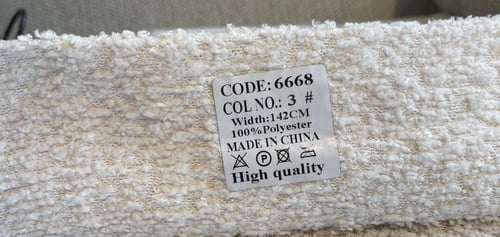 CODE: 6668
COL NO.: 3 #
Width:142CM
100%Polyester
MADE IN CHINA
P
High quality